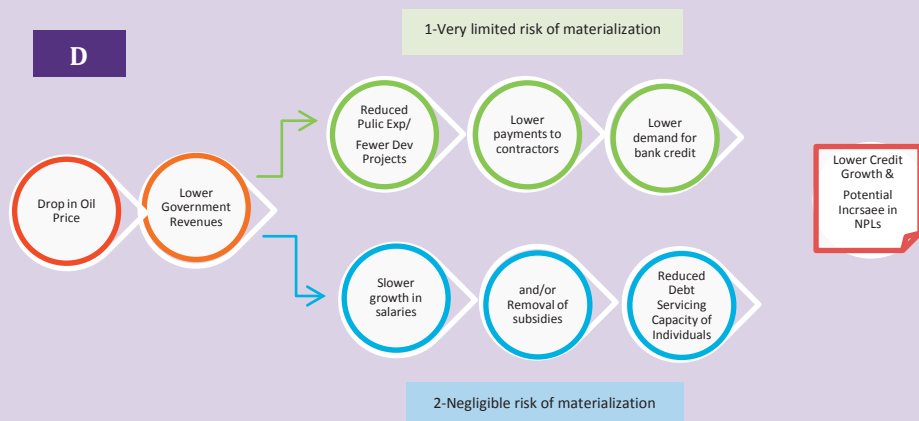 1-Very limited risk of materialization
D
Drop in Oil
Price
Lower
Government
Revenues
Reduced
Pulic Exp/
Fewer Dev
Projects
Lower
payments to
contractors
Lower
demand for
bank credit
Slower
growth in
salaries
and/or
Removal of
subsidies
Reduced
Debt
Servicing
Capacity of
Individuals
Lower Credit
Growth &
Potential
Incrsaee in
NPLs
2-Negligible risk of materialization